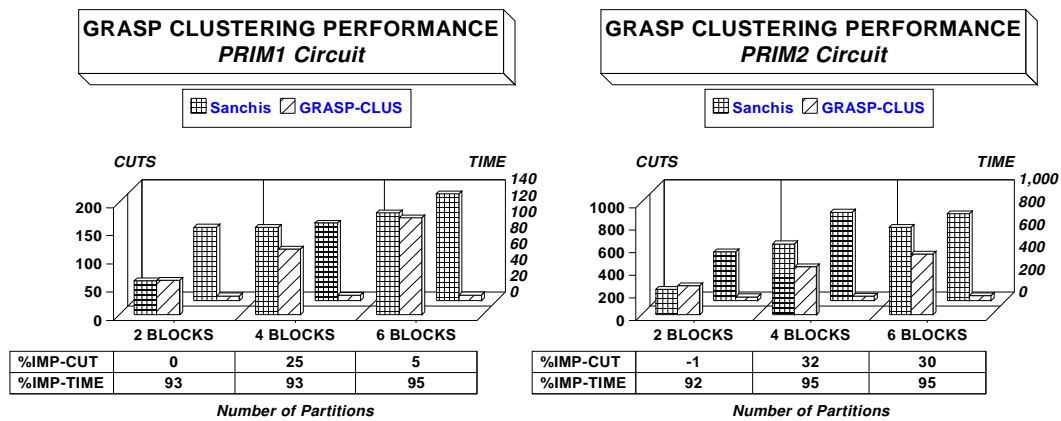 GRASP CLUSTERING PERFORMANCE
PRIM1 Circuit
Sanchis GRASP-CLUS
CUTS TIME
200
150
100
50
0
140
120
100
80
60
40
20
0
2 BLOCKS 4 BLOCKS 6 BLOCKS
%IMP-CUT 0 25 5
%IMP-TIME 93 93 95
Number of Partitions
GRASP CLUSTERING PERFORMANCE
PRIM2 Circuit
Sanchis GRASP-CLUS
CUTS TIME
1000
800
600
400
200
0
1,000
800
600
400
200
0
2 BLOCKS 4 BLOCKS 6 BLOCKS
%IMP-CUT -1 32 30
%IMP-TIME 92 95 95
Number of Partitions